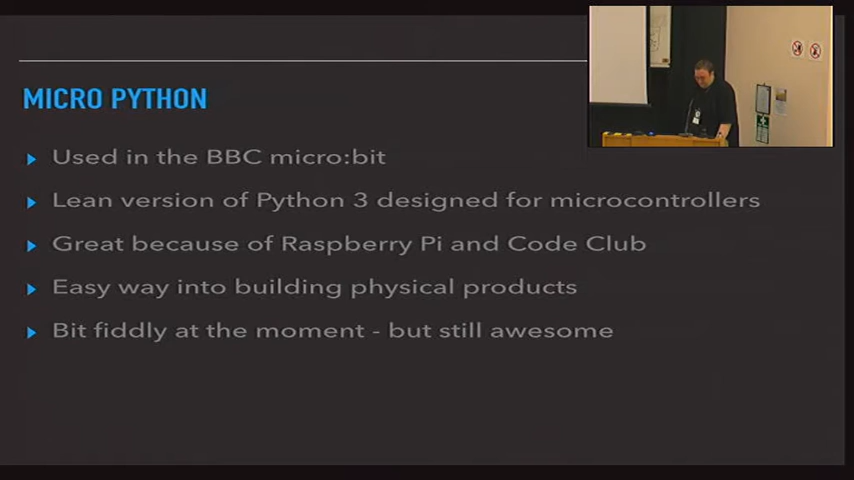 MICRO PYTHON
Used in the BBC micro:bit
Lean version of Python 3 designed for microcontrollers
Great because of Raspberry Pi and Code Club
Easy way into building physical products
Bit fiddly at the moment - but still awesome